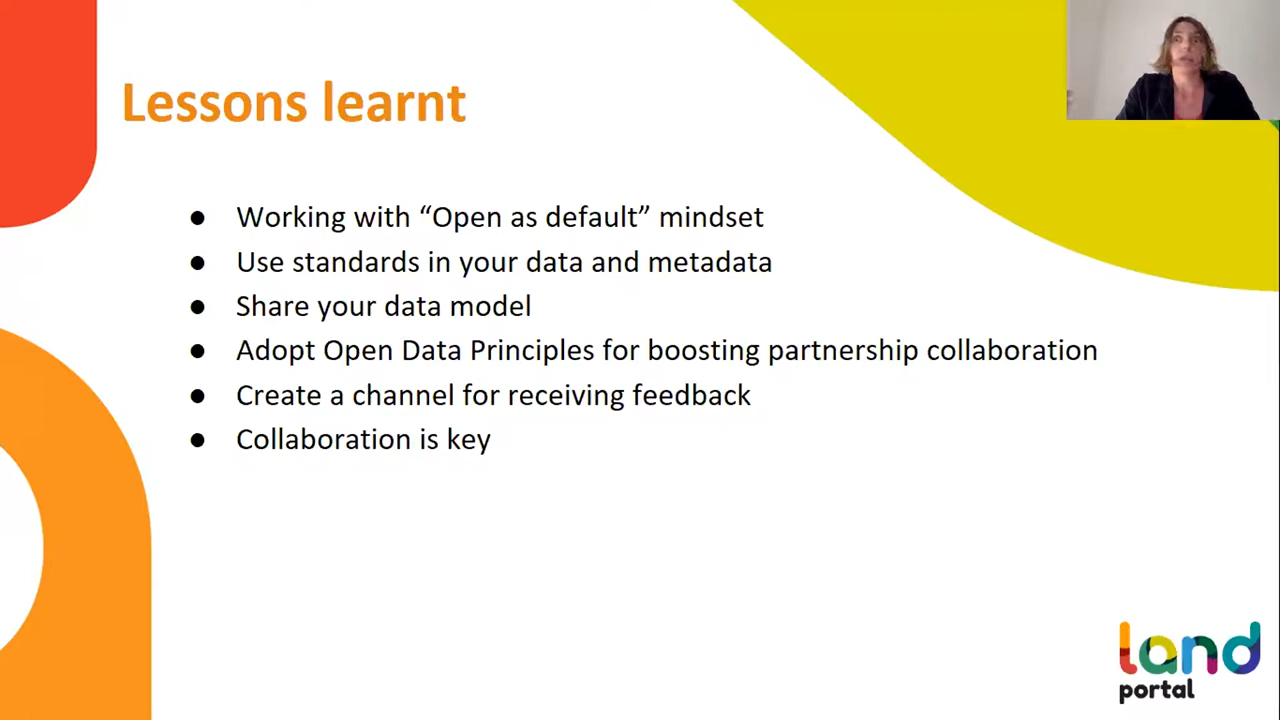 Lessons learnt
● Working with “Open as default” mindset
● Use standards in your data and metadata
● Share your data model
● Adopt Open Data Principles for boosting partnership collaboration
● Create a channel for receiving feedback
● Collaboration is key
land
portal